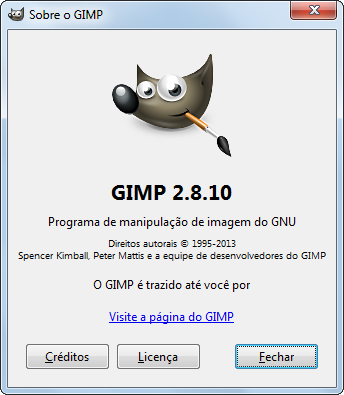 Sobre o GIMP
GIMP 2.8.10
Programa de manipulação de imagem do GNU
Direitos autorais © 1995-2013
Spencer Kimball, Peter Mattis e a equipe de desenvolvedores do GIMP
O GIMP é trazido até você por
Visite a página do GIMP
Créditos
Licença
Fechar